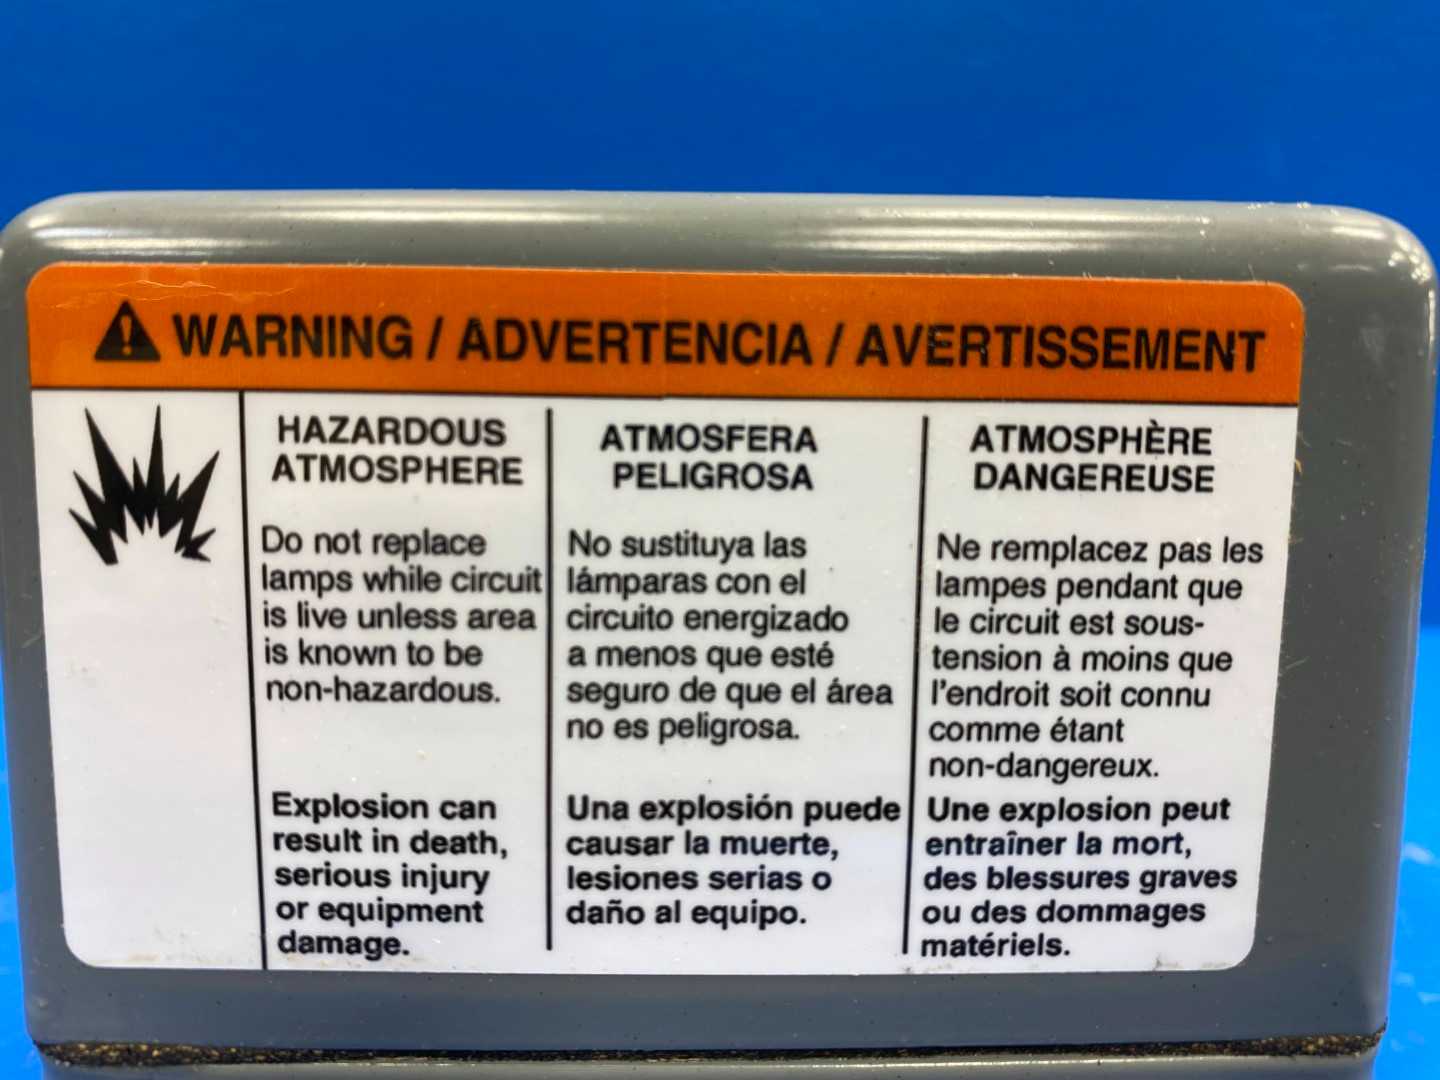 WARNING / ADVERTENCIA / AVERTISSEMENT
HAZARDOUS
ATMOSPHERE
Do not replace
lamps while circuit
is live unless area
is known to be
non-hazardous.
Explosion can
result in death,
serious injury
or equipment
damage.
ATMOSFERA
PELIGROSA
No sustituya las
lámparas con el
circuito energizado
a menos que esté
seguro de que el área
no es peligrosa.
Una explosión puede
causar la muerte,
lesiones serias o
daño al equipo.
ATMOSPHÈRE
DANGEREUSE
Ne remplacez pas les
lampes pendant que
le circuit est sous-
tension à moins que
l'endroit soit connu
comme étant
non-dangereux.
Une explosion peut
entraîner la mort,
des blessures graves
ou des dommages
matériels.